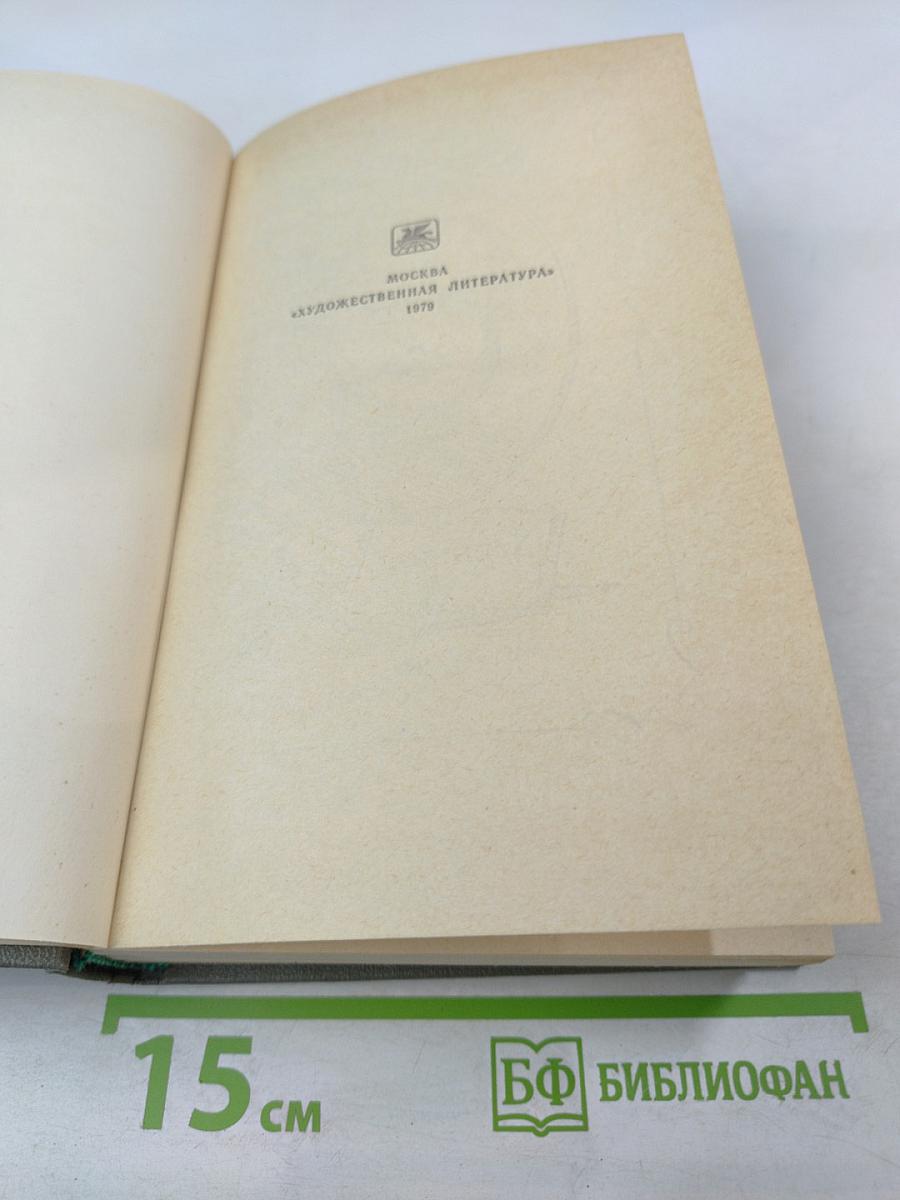 МОСКВА
«ХУДОЖЕСТВЕННАЯ ЛИТЕРАТУРА»
1979
15 см
БФ БИБЛИОФАН